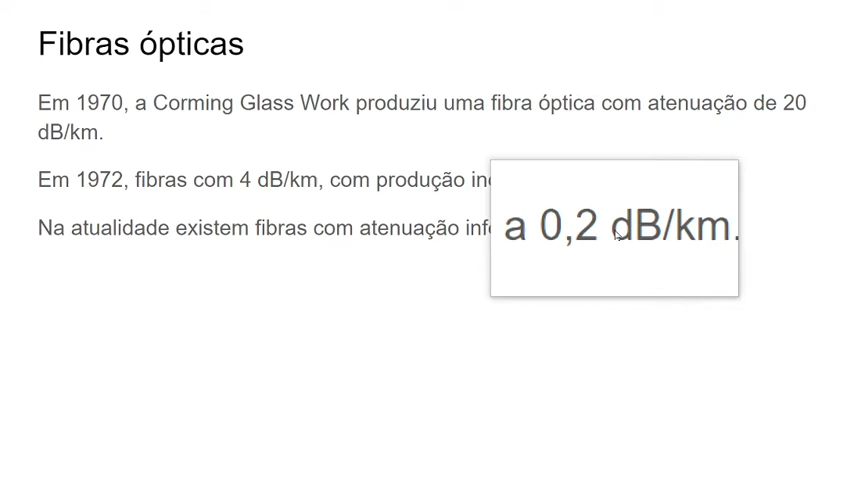 Fibras ópticas
Em 1970, a Corming Glass Work produziu uma fibra óptica com atenuação de 20
dB/km.
Em 1972, fibras com 4 dB/km, com produção
Na atualidade existem fibras com atenuação
a 0,2 dB/km.